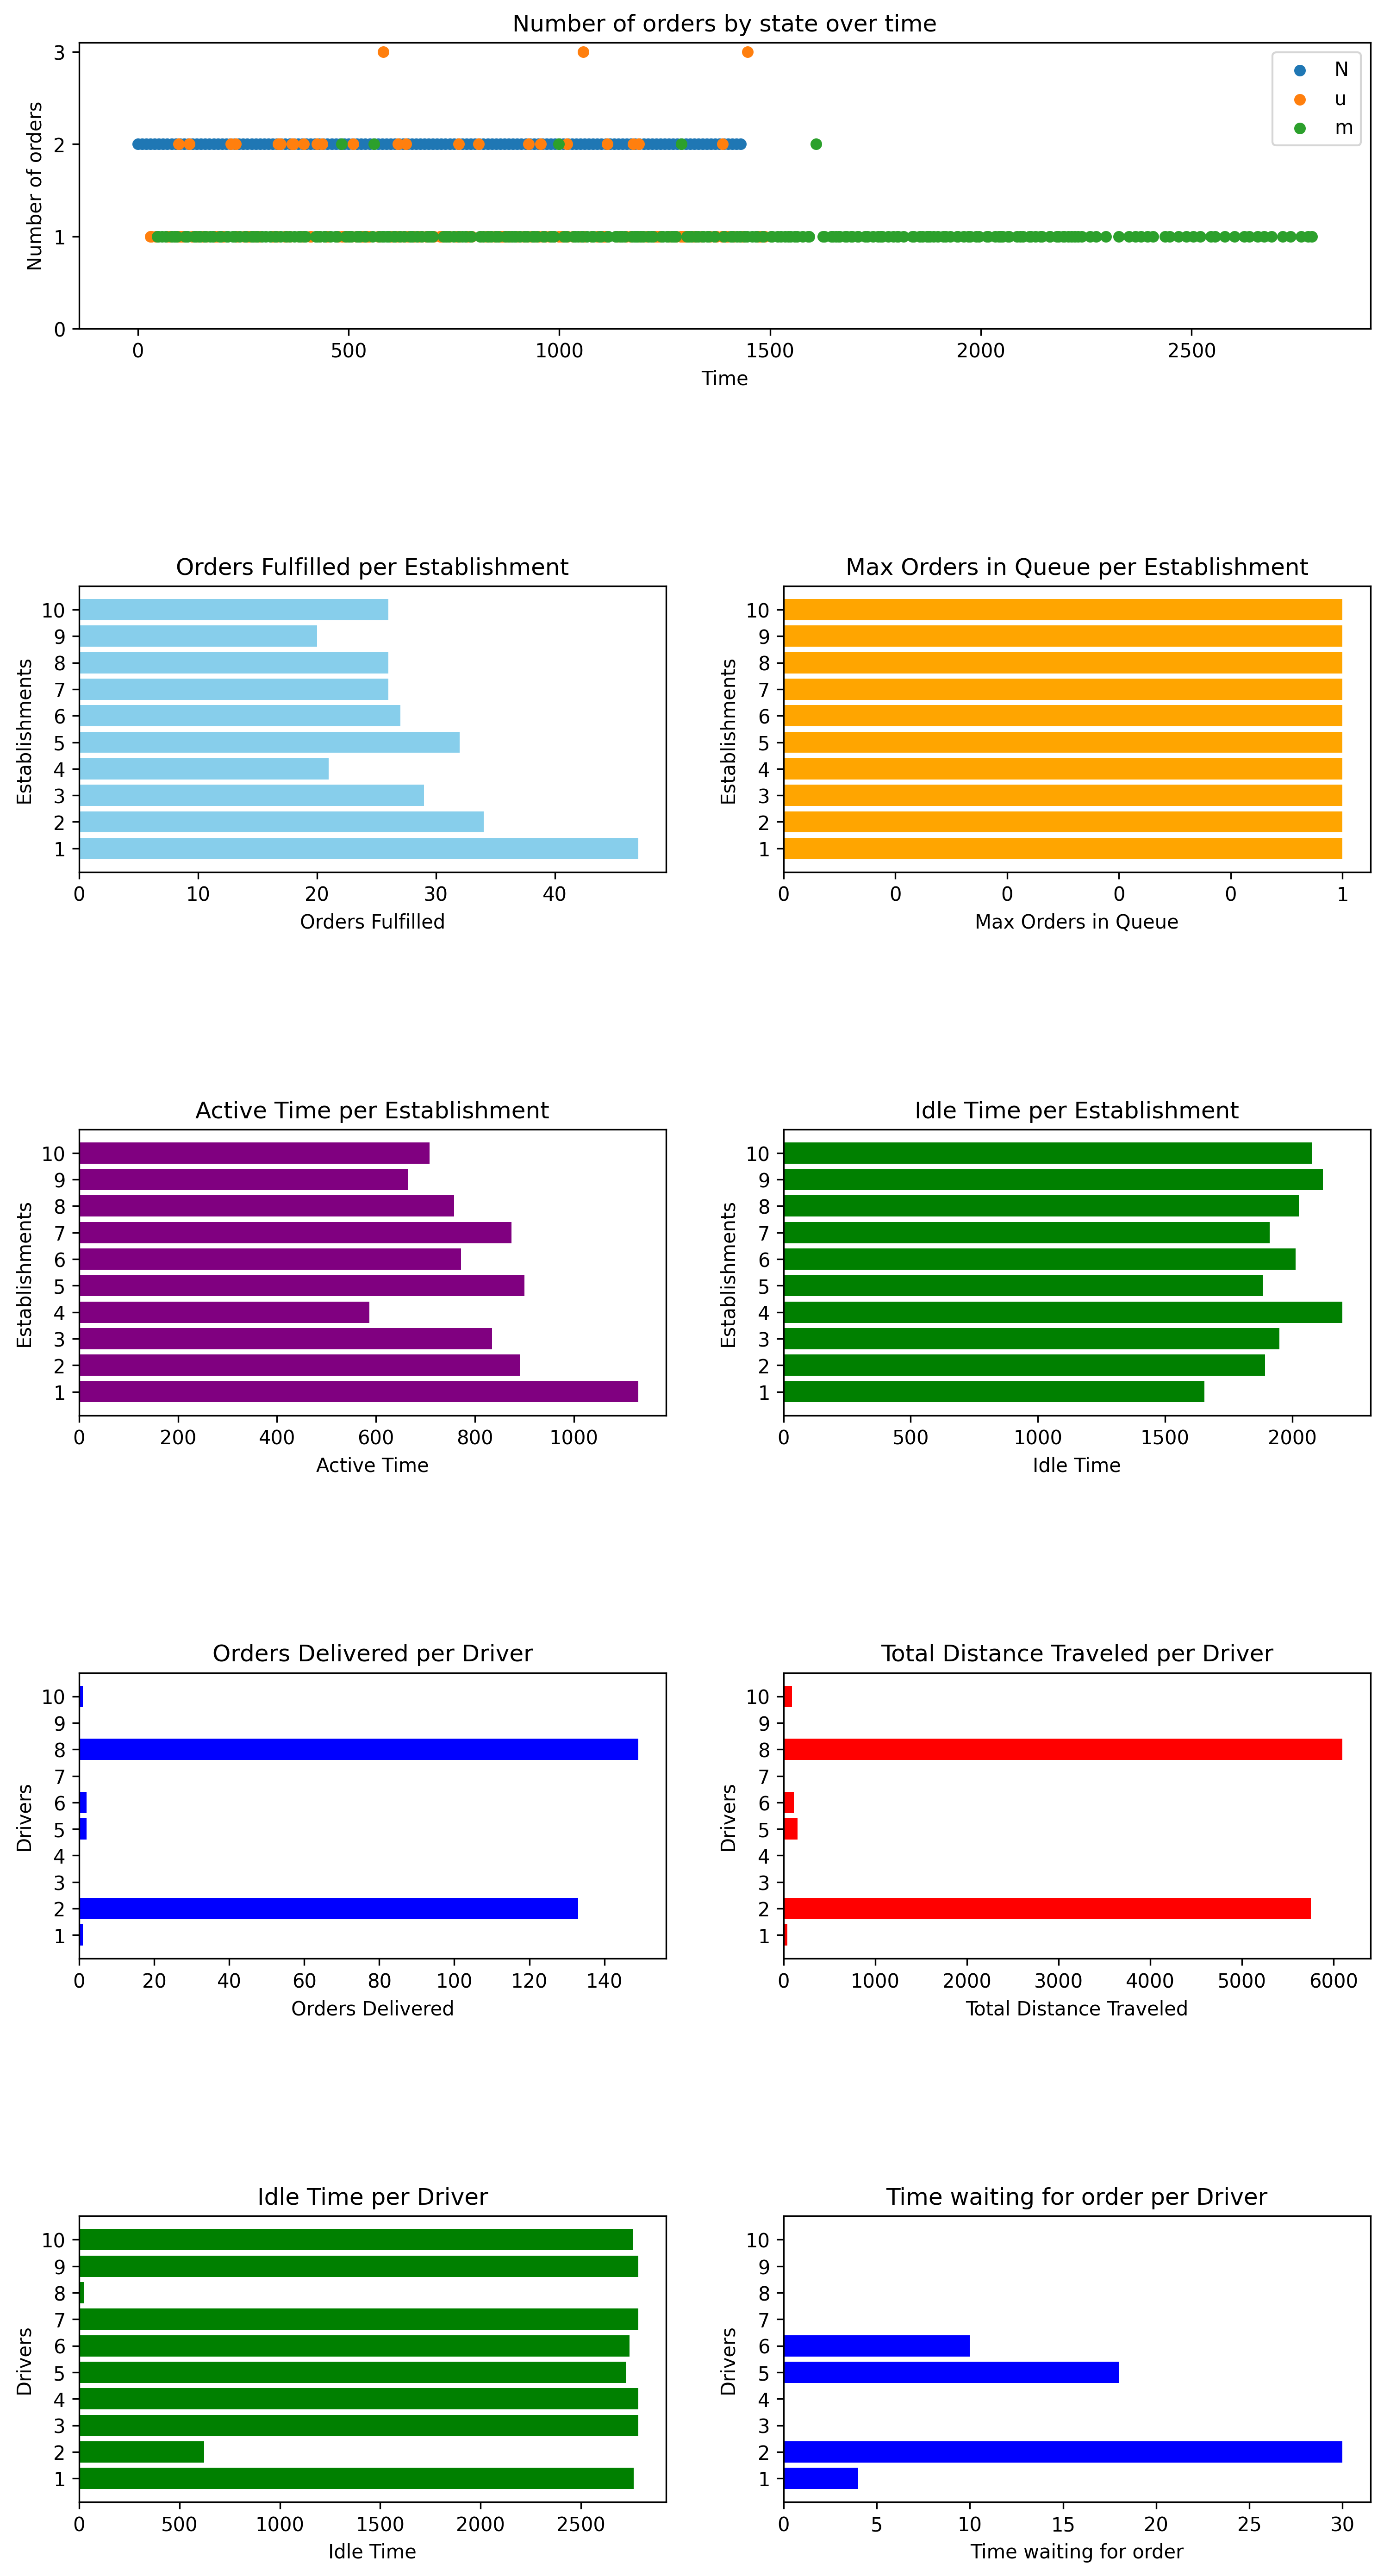 Number of orders by state over time
Number of orders
3
2
1
0
N
u
m
0 500 1000 1500 2000 2500
Time
Orders Fulfilled per Establishment
Establishments
10
9
8
7
6
5
4
3
2
1
0 10 20 30 40
Orders Fulfilled
Max Orders in Queue per Establishment
Establishments
10
9
8
7
6
5
4
3
2
1
0 0 0 0 0 1
Max Orders in Queue
Active Time per Establishment
Establishments
10
9
8
7
6
5
4
3
2
1
0 200 400 600 800 1000
Active Time
Idle Time per Establishment
Establishments
10
9
8
7
6
5
4
3
2
1
0 500 1000 1500 2000
Idle Time
Orders Delivered per Driver
Drivers
10
9
8
7
6
5
4
3
2
1
0 20 40 60 80 100 120 140
Orders Delivered
Total Distance Traveled per Driver
Drivers
10
9
8
7
6
5
4
3
2
1
0 1000 2000 3000 4000 5000 6000
Total Distance Traveled
Idle Time per Driver
Drivers
10
9
8
7
6
5
4
3
2
1
0 500 1000 1500 2000 2500
Idle Time
Time waiting for order per Driver
Drivers
10
9
8
7
6
5
4
3
2
1
0 5 10 15 20 25 30
Time waiting for order